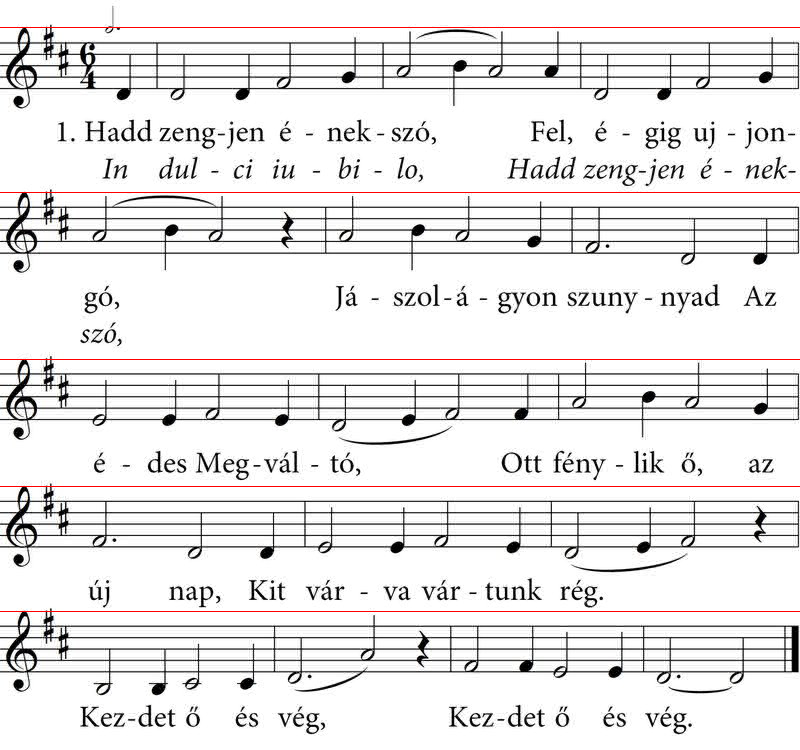 6
4
1. Hadd zeng-jen é - nek - szó, Fel, é - gig uj - jon-
In dul - ci iu - bi - lo, Hadd zeng-jen é - nek-
gó, Já - szol - á - gyon szuny - nyad Az
szó,
é - des Meg-vál - tó, Ott fény - lik ő, az
új nap, Kit vár - va vár - tunk rég.
Kez-det ő és vég, Kez-det ő és vég.